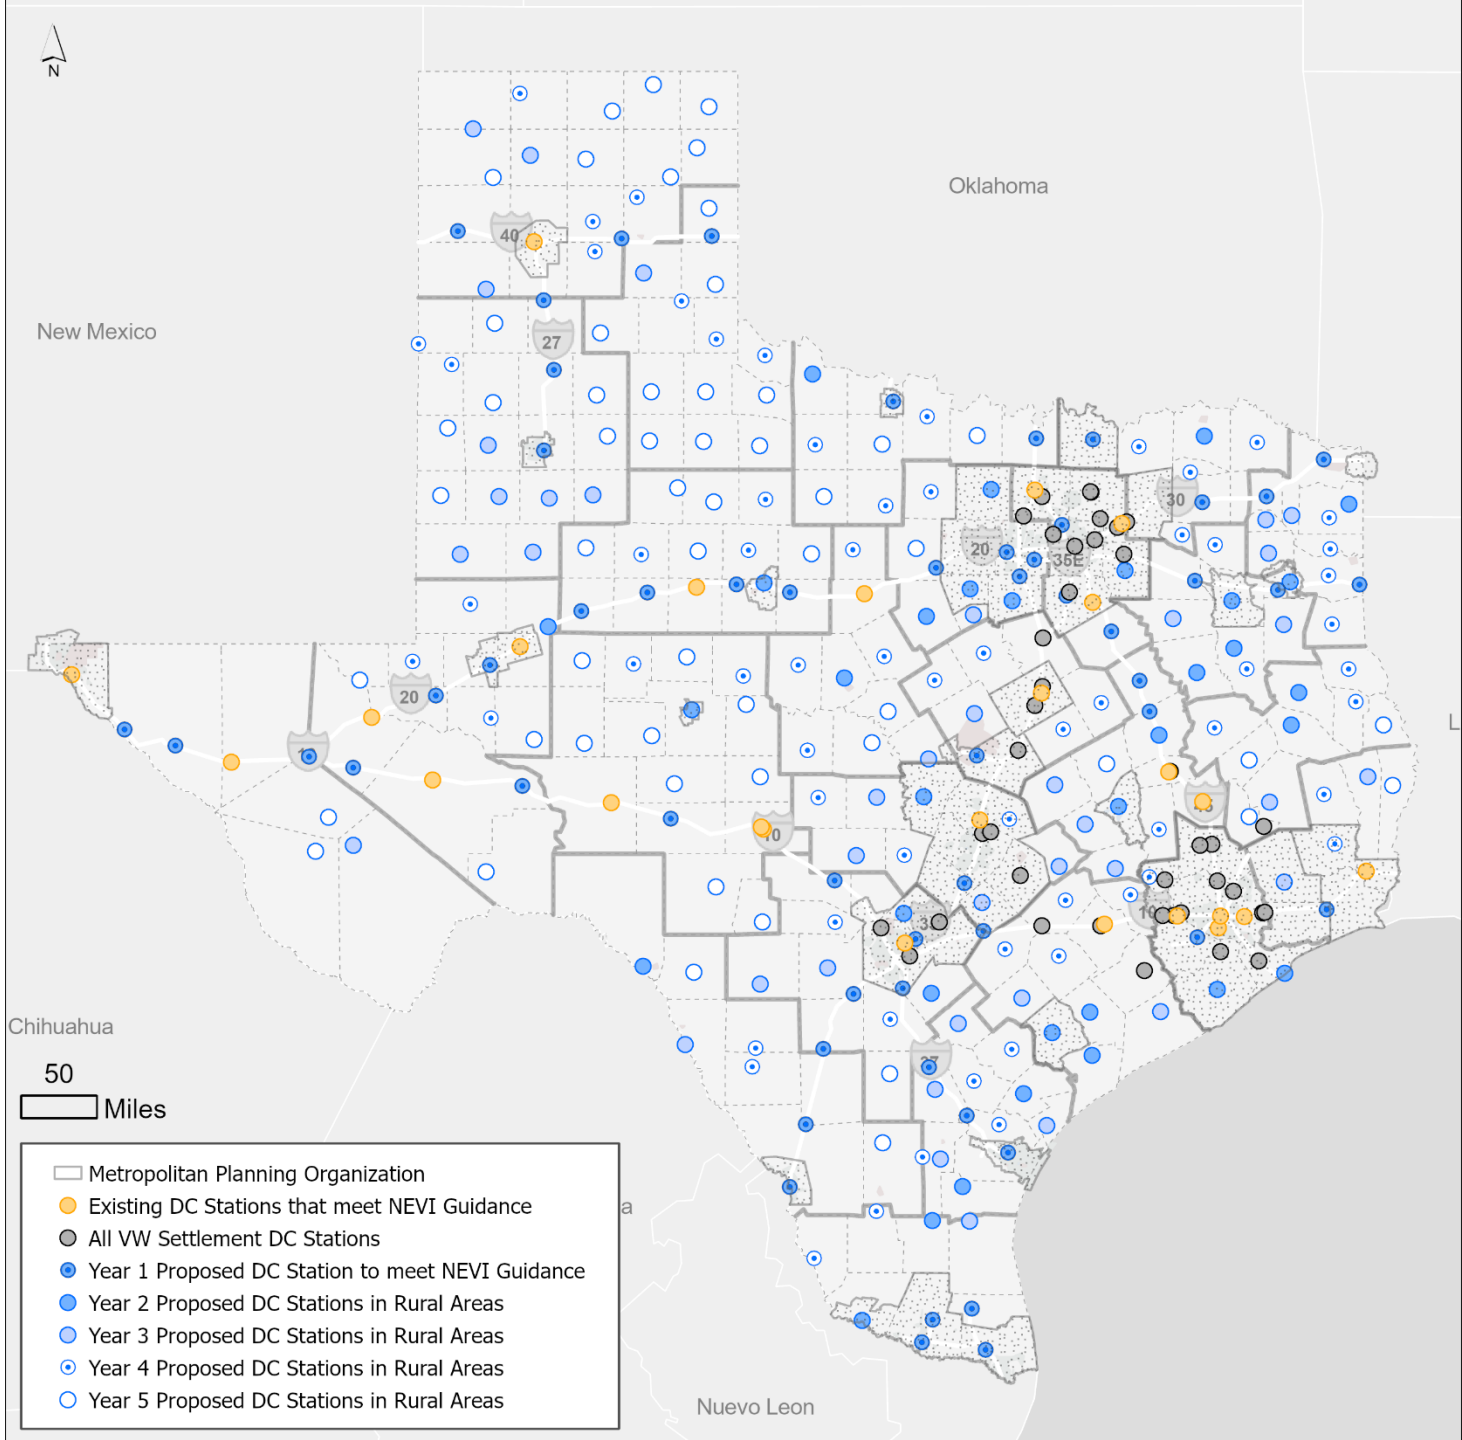 N
Oklahoma
40
New Mexico
27
30
20
35E
20
10
45
10
10
Chihuahua
37
50
Miles
Metropolitan Planning Organization
Existing DC Stations that meet NEVI Guidance
All VW Settlement DC Stations
Year 1 Proposed DC Station to meet NEVI Guidance
Year 2 Proposed DC Stations in Rural Areas
Year 3 Proposed DC Stations in Rural Areas
Year 4 Proposed DC Stations in Rural Areas
Year 5 Proposed DC Stations in Rural Areas
a
L
Nuevo Leon